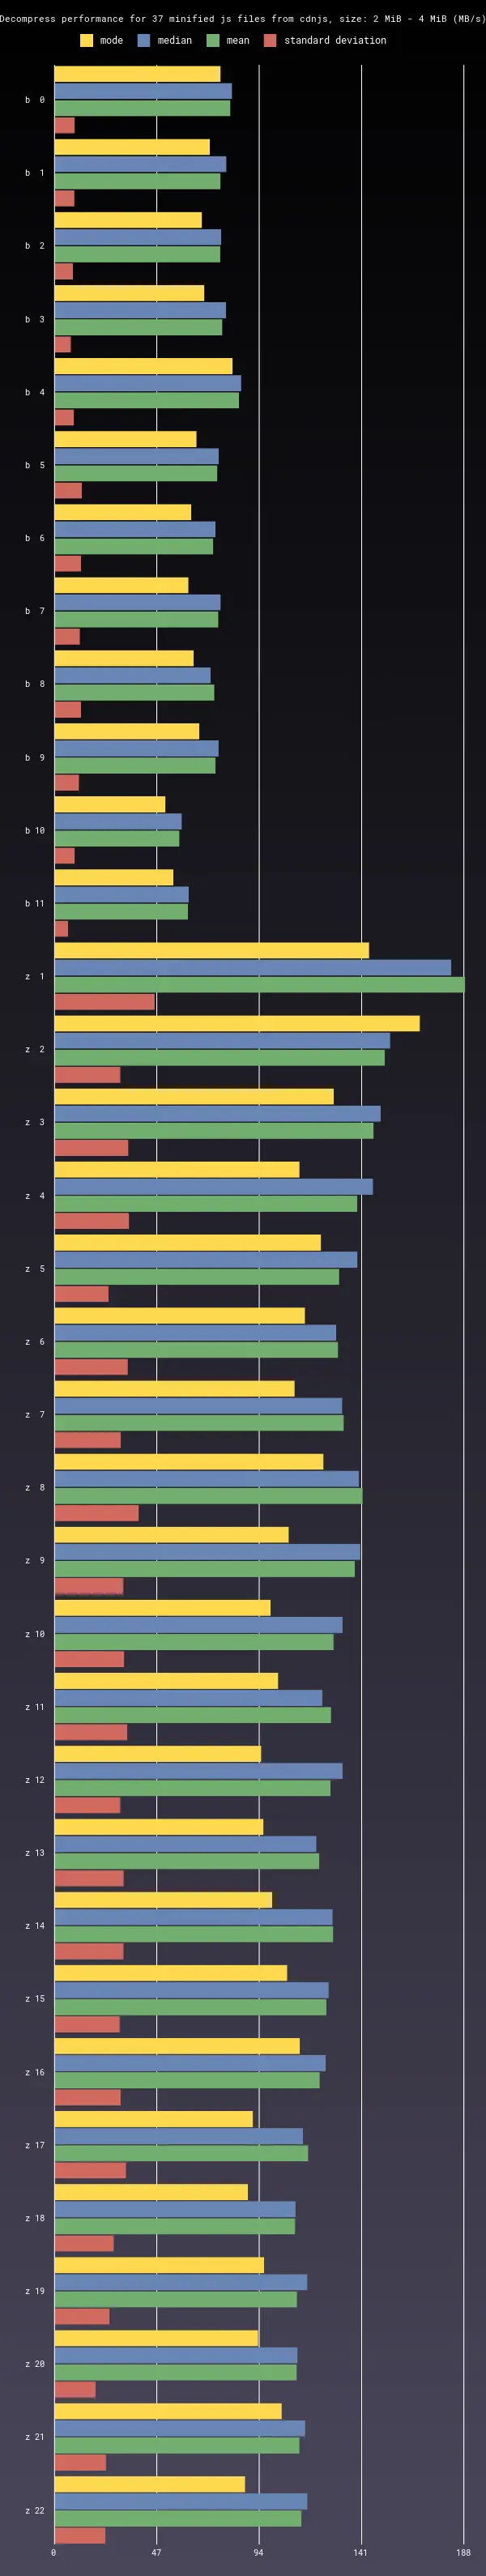 Decompress performance for 37 minified js files from cdnjs, size: 2 MiB - 4 MiB (MB/s)
mode median mean standard deviation
b 0
b 1
b 2
b 3
b 4
b 5
b 6
b 7
b 8
b 9
b 10
b 11
z 1
z 2
z 3
z 4
z 5
z 6
z 7
z 8
z 9
z 10
z 11
z 12
z 13
z 14
z 15
z 16
z 17
z 18
z 19
z 20
z 21
z 22
0 47 94 141 188